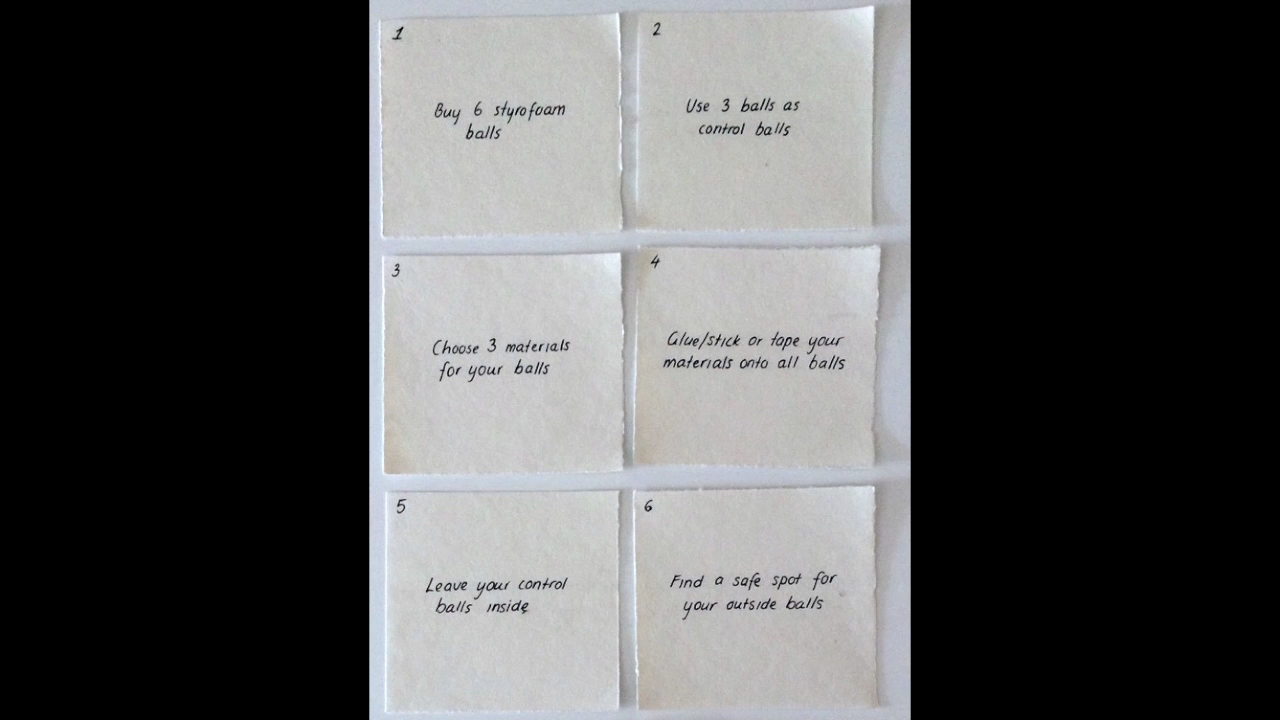 1
Buy 6 styrofoam
balls
2
Use 3 balls as
control balls
3
Choose 3 materials
for your balls
4
Glue/stick or tape your
materials onto all balls
5
Leave your control
balls inside
6
Find a safe spot for
your outside balls